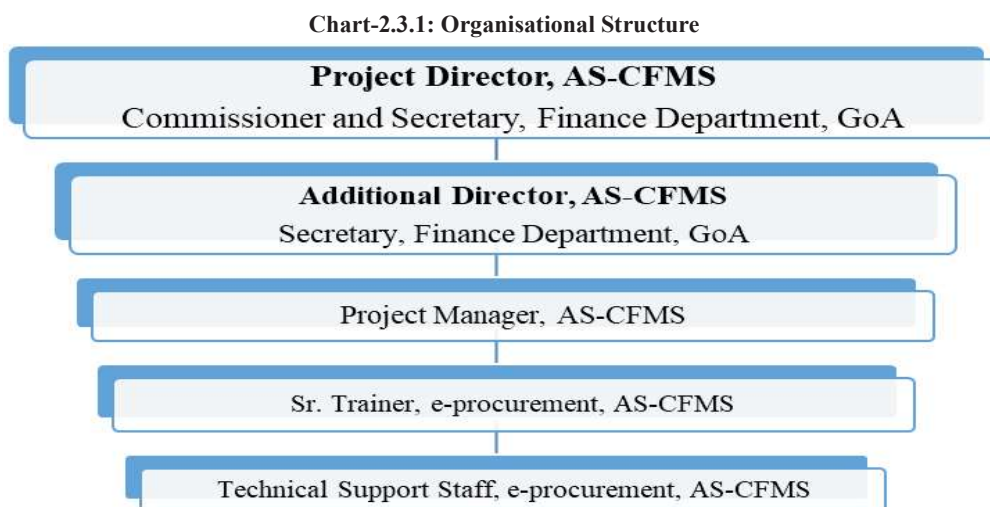 Chart-2.3.1: Organisational Structure
Project Director, AS-CFMS
Commissioner and Secretary, Finance Department, GoA
Additional Director, AS-CFMS
Secretary, Finance Department, GoA
Project Manager, AS-CFMS
Sr. Trainer, e-procurement, AS-CFMS
Technical Support Staff, e-procurement, AS-CFMS